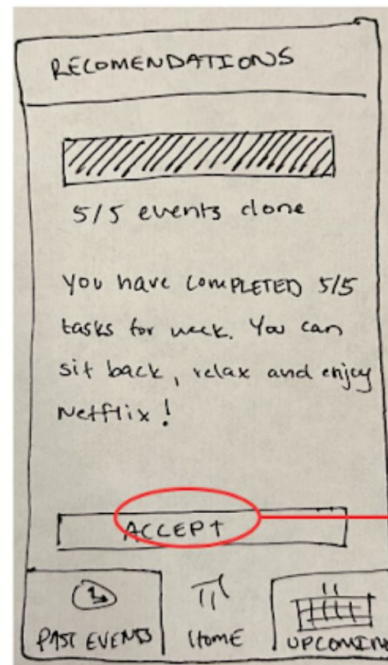 RECOMENDATIONS
5/5 events done
You have COMPLETED 5/5
tasks for week. You can
sit back, relax and enjoy
Netflix!
ACCEPT
PAST EVENTS HOME UPCOMIN